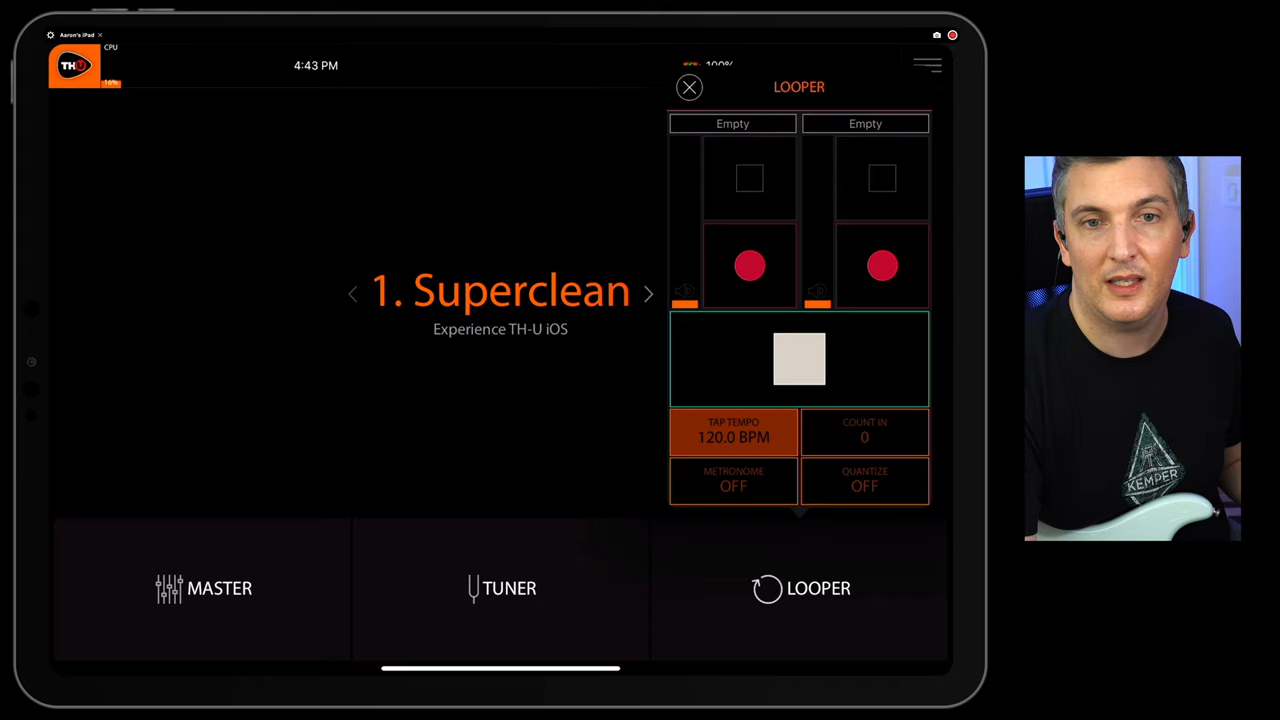 Aaron's iPad
CPU
TH-U
16%
4:43 PM
100%
LOOPER
Empty
Empty
1. Superclean
Experience TH-U iOS
TAP TEMPO
120.0 BPM
COUNT IN
0
METRONOME
OFF
QUANTIZE
OFF
MASTER
TUNER
LOOPER
KEMPER